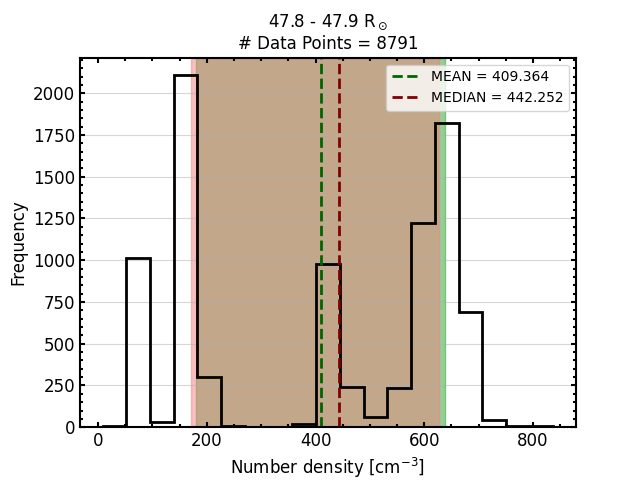 47.8 - 47.9 R⊙
# Data Points = 8791
MEAN = 409.364
MEDIAN = 442.252
Frequency
2000
1750
1500
1250
1000
750
500
250
0
0 200 400 600 800
Number density [cm⁻³]